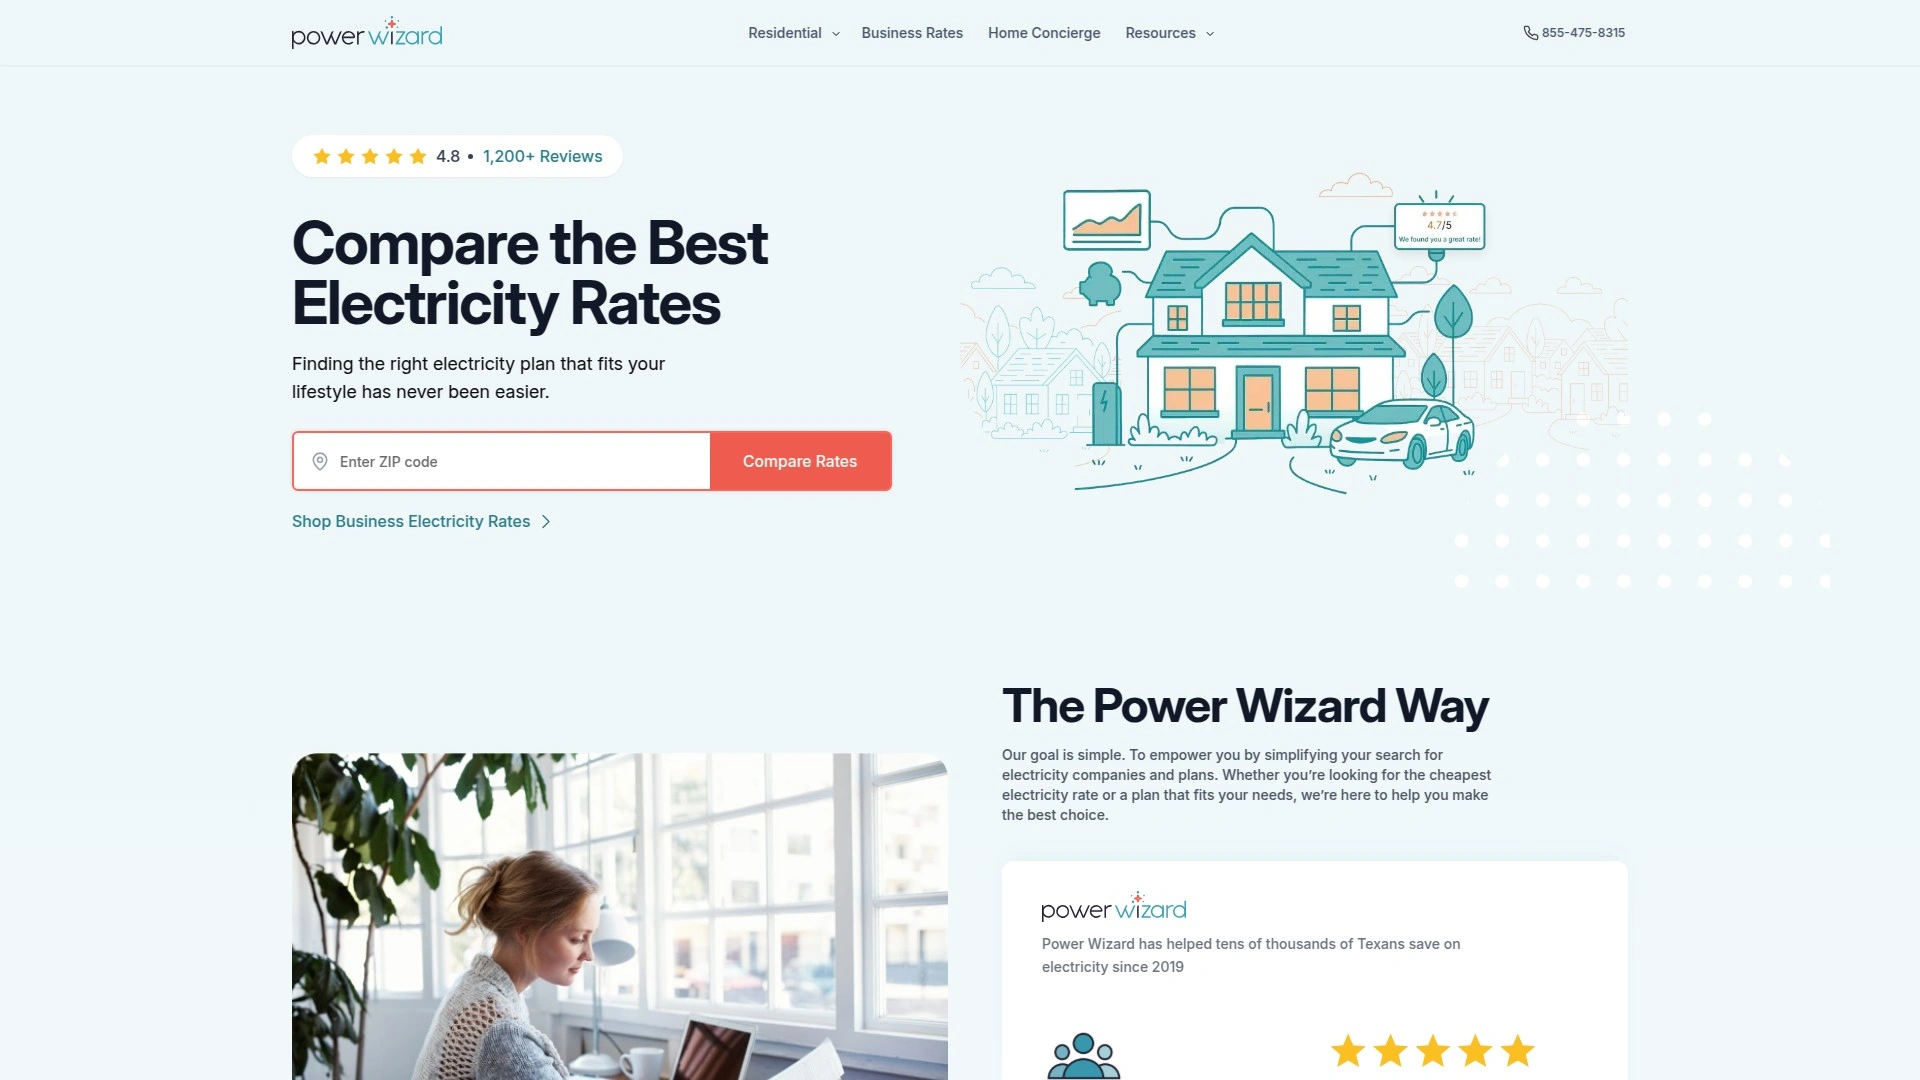 power wizard
Residential
Business Rates
Home Concierge
Resources
855-475-8315
4.8 • 1,200+ Reviews
Compare the Best
Electricity Rates
Finding the right electricity plan that fits your
lifestyle has never been easier.
Enter ZIP code
Compare Rates
Shop Business Electricity Rates
4.7/5
We found you a great rate!
The Power Wizard Way
Our goal is simple. To empower you by simplifying your search for
electricity companies and plans. Whether you’re looking for the cheapest
electricity rate or a plan that fits your needs, we’re here to help you make
the best choice.
power wizard
Power Wizard has helped tens of thousands of Texans save on
electricity since 2019